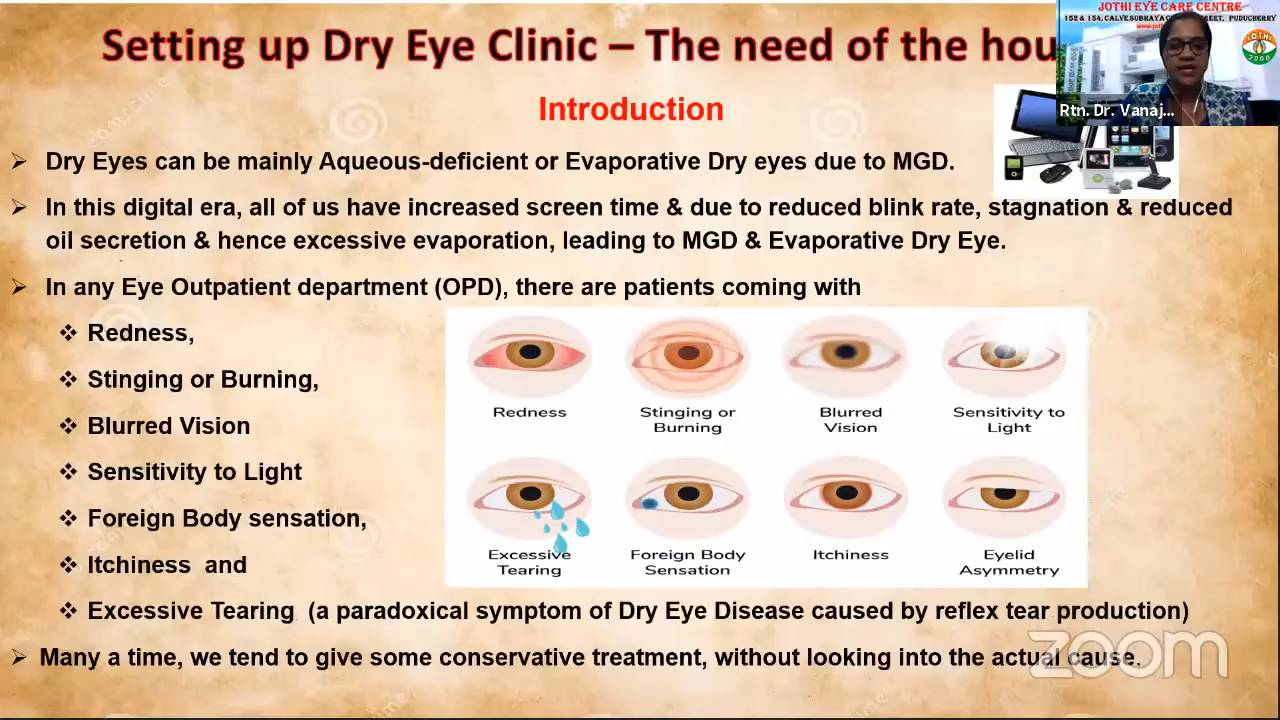 JOTHI EYE CARE CENTRE
152 & 154, CALVE SUBRAYA STREET, PUDUCHERRY
JOTHI
2000
Setting up Dry Eye Clinic – The need of the hou
Rtn. Dr. Vanaj...
Introduction
➢ Dry Eyes can be mainly Aqueous-deficient or Evaporative Dry eyes due to MGD.
➢ In this digital era, all of us have increased screen time & due to reduced blink rate, stagnation & reduced
oil secretion & hence excessive evaporation, leading to MGD & Evaporative Dry Eye.
➢ In any Eye Outpatient department (OPD), there are patients coming with
❖ Redness,
❖ Stinging or Burning,
❖ Blurred Vision
❖ Sensitivity to Light
❖ Foreign Body sensation,
❖ Itchiness and
❖ Excessive Tearing (a paradoxical symptom of Dry Eye Disease caused by reflex tear production)
Redness
Stinging or
Burning
Blurred
Vision
Sensitivity to
Light
Excessive
Tearing
Foreign Body
Sensation
Itchiness
Eyelid
Asymmetry
➢ Many a time, we tend to give some conservative treatment, without looking into the actual cause.
zoom